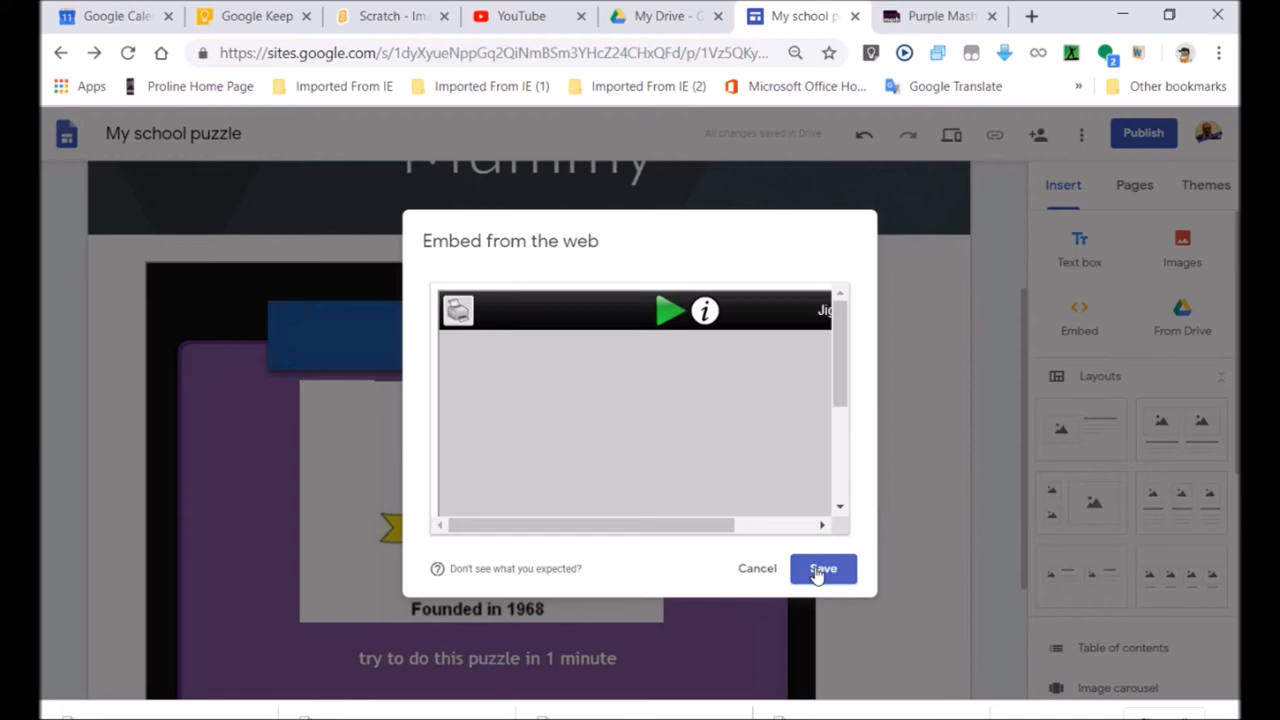 Google Cale
Google Keep
Scratch - Im
YouTube
My Drive - G
My school p
Purple Mash
https://sites.google.com/s/1dyXyueNppGq2QiNmBSm3YHcZ24CHxQFd/p/1Vz5QKy...
2
Apps
Proline Home Page
Imported From IE
Imported From IE (1)
Imported From IE (2)
Microsoft Office Ho...
Google Translate
»
Other bookmarks
My school puzzle
All changes saved in Drive
Publish
Mummy
Insert
Pages
Themes
Embed from the web
Text box
Images
Embed
From Drive
i
Jig
Layouts
Don't see what you expected?
Cancel
Save
Founded in 1968
try to do this puzzle in 1 minute
Table of contents
Image carousel